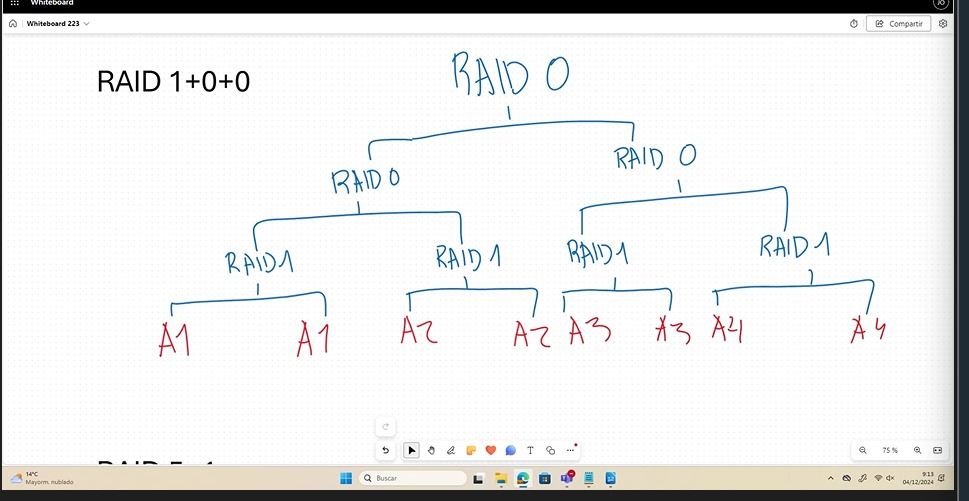 Whiteboard
JO
Whiteboard 223
Compartir
RAID 1+0+0
RAID 0
RAID 0
RAID 0
RAID 1
RAID 1
RAID 1
RAID 1
A1
A1
A2
A2
A3
A3
A4
A4
T
75 %
14°C
Mayorm. nublado
Buscar
9:13
04/12/2024